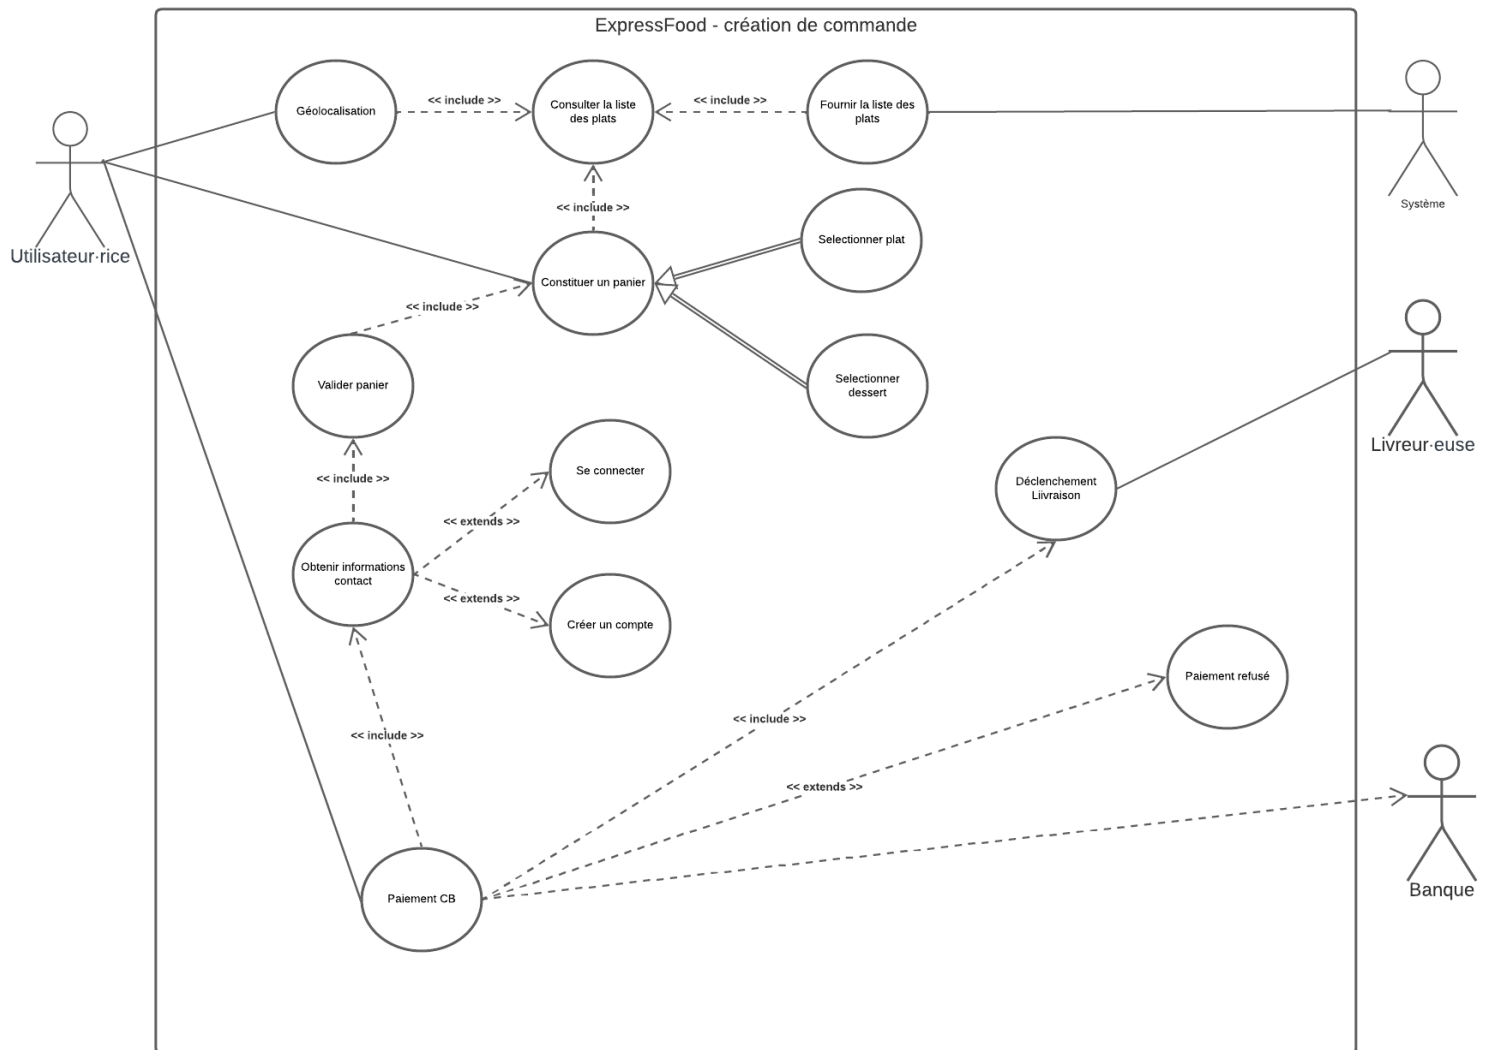 ExpressFood - création de commande
Géolocalisation
<< include >>
Consulter la liste
des plats
<< include >>
Fournir la liste des
plats
Système
Utilisateur·rice
<< include >>
Selectionner plat
Constituer un panier
<< include >>
Valider panier
Selectionner
dessert
Livreur·euse
<< include >>
Se connecter
Déclenchement
Liivraison
<< extends >>
Obtenir informations
contact
<< extends >>
Créer un compte
Paiement refusé
<< include >>
<< include >>
<< extends >>
Banque
Paiement CB